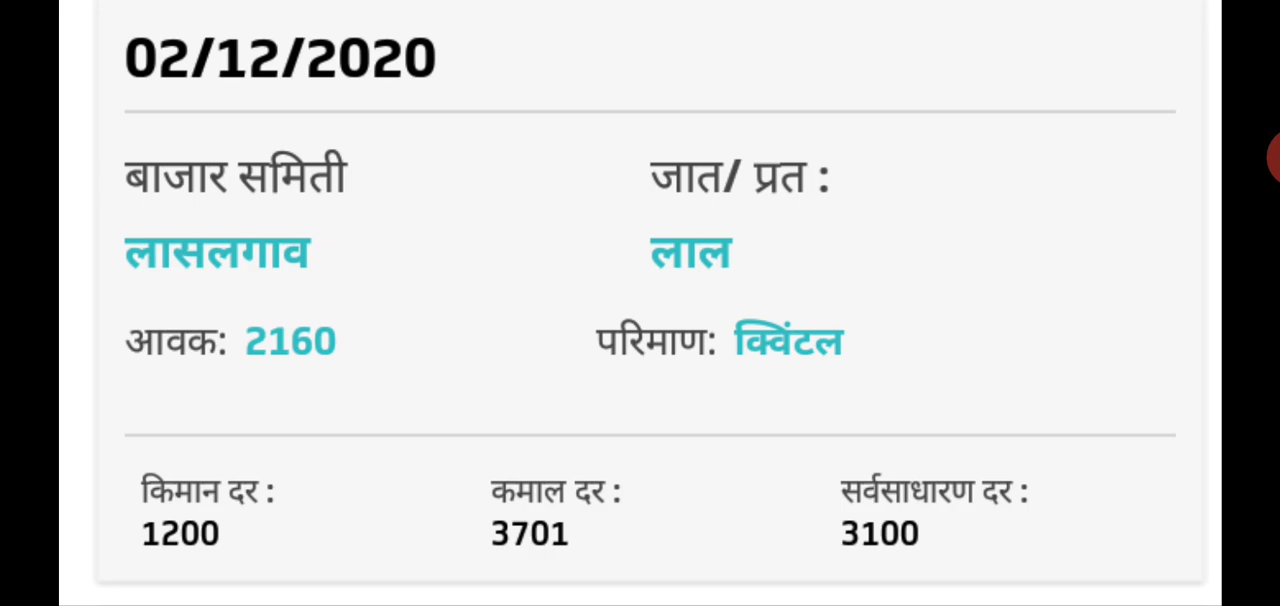 02/12/2020
बाजार समिती जात/ प्रत :
लासलगाव लाल
आवक: 2160 परिमाण: क्विंटल
किमान दर : कमाल दर : सर्वसाधारण दर :
1200 3701 3100